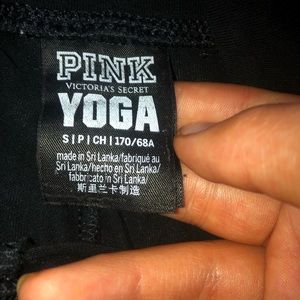 PINK
VICTORIA'S SECRET
YOGA
S|P|CH|170/68A
made in Sri Lanka/fabriqué au
Sri Lanka/hecho en Sri Lanka/
fabbricato in Sri Lanka/
斯里兰卡制造